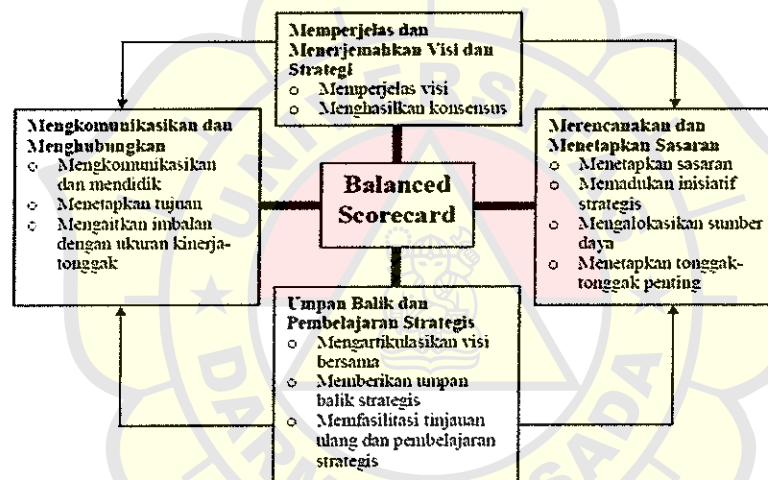 Memperjelas dan
Menerjemahkan Visi dan
Strategi
o Memperjelas visi
o Menghasilkan konsensus
Mengkomunikasikan dan
Menghubungkan
o Mengkomunikasikan
dan mendidik
o Menetapkan tujuan
o Mengaitkan imbalan
dengan ukuran kinerja-
tonggak
Balanced
Scorecard
Merencanakan dan
Menetapkan Sasaran
o Menetapkan sasaran
o Memadukan inisiatif
strategis
o Mengalokasikan sumber
daya
o Menetapkan tonggak-
tonggak penting
Umpan Balik dan
Pembelajaran Strategis
o Mengartikulasikan visi
bersama
o Memberikan umpan
balik strategis
o Memfasilitasi tinjauan
ulang dan pembelajaran
strategis